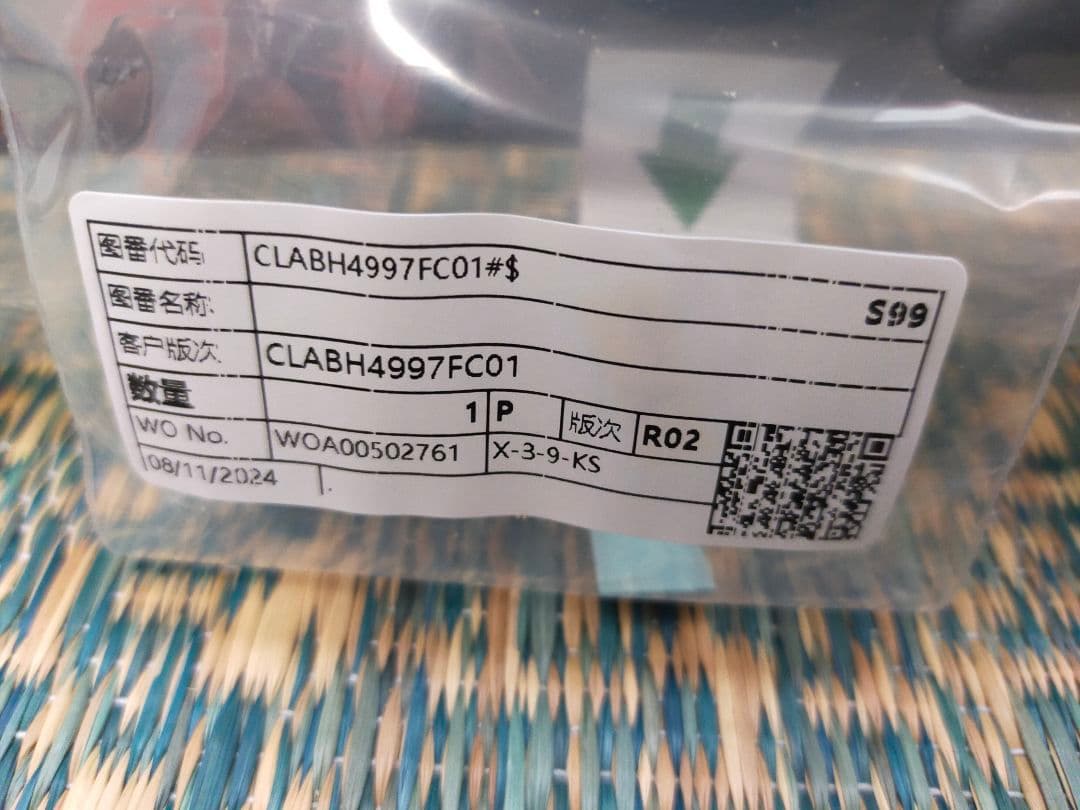 图番代码 CLABH4997FC01#$
图番名称: S99
客户版次 CLABH4997FC01
数量 1 P 版次 R02
WO No. WOA00502761 X-3-9-KS
08/11/2024 .